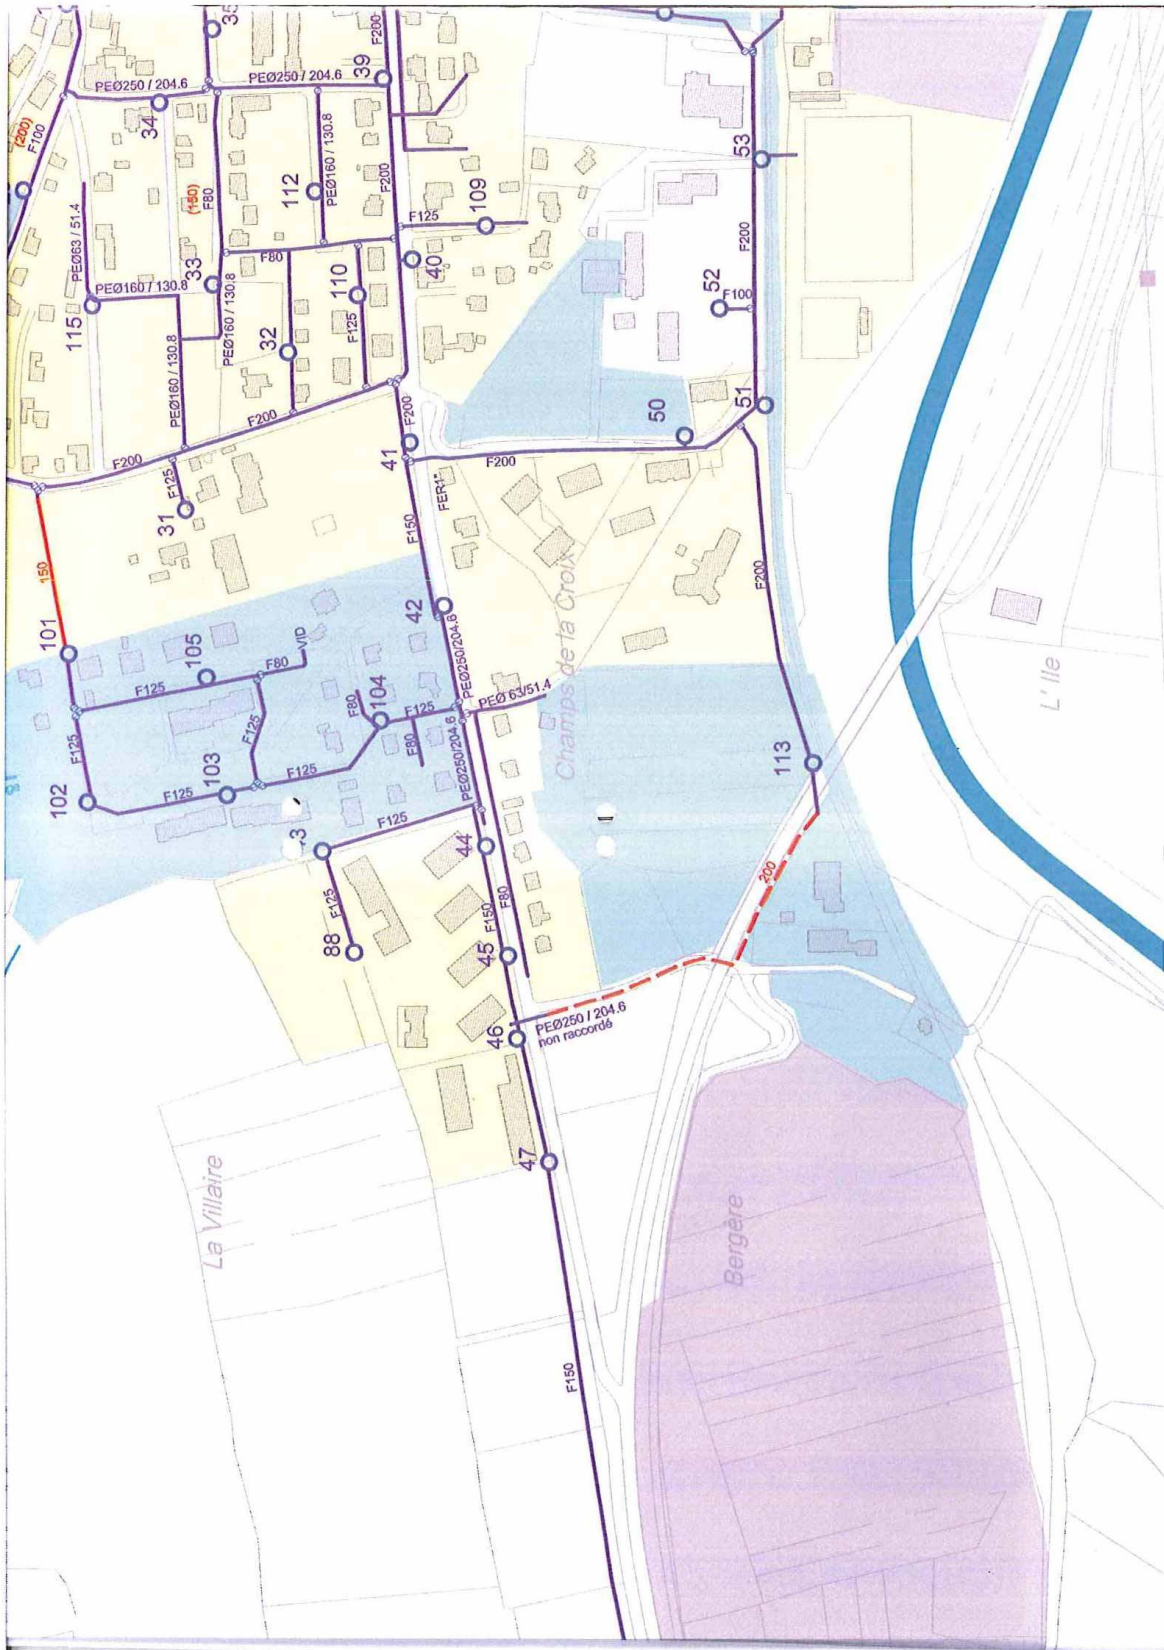 35
F200
39
PEØ250 / 204.6
PEØ250 / 204.6
34
(200)
F100
53
PEØ160 / 130.8
112
(150)
F80
F200
109
F125
PEØ63 / 51.4
F200
33
F80
40
52
F100
PEØ160 / 130.8
115
110
PEØ160 / 130.8
32
F125
PEØ160 / 130.8
51
50
F200
F200
41
F200
F200
F125
31
FER1
F150
150
F200
42
Champs de la Croix
101
105
VID
F80
PEØ250/204.6
L' Ile
104
F80
F125
PEØ 63/51.4
F125
F125
F125
F80
PEØ250/204.6
113
102
103
F125
F125
F125
44
200
88
F125
F150
F80
45
46
PEØ250 / 204.6
non raccordé
47
La Villaire
Bergère
F150